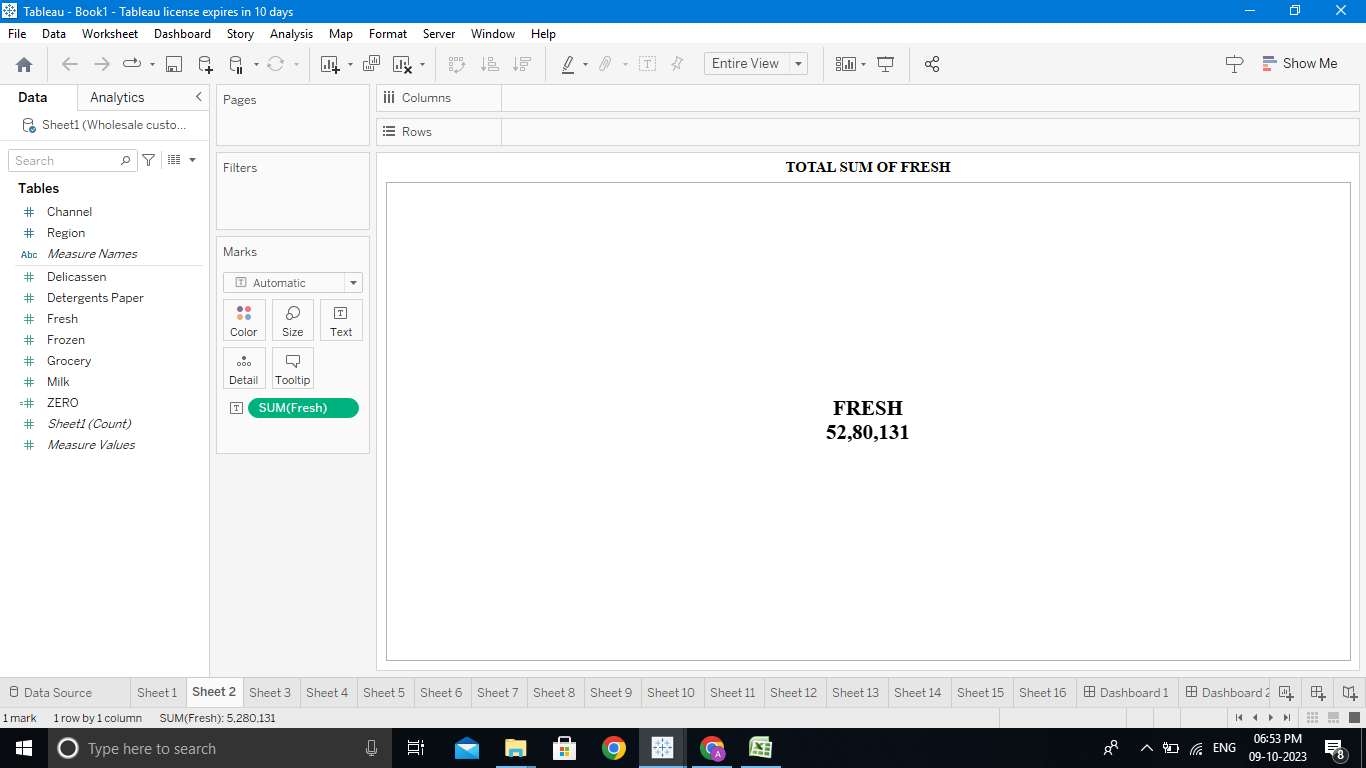 Tableau - Book1 - Tableau license expires in 10 days
File Data Worksheet Dashboard Story Analysis Map Format Server Window Help
Entire View
Show Me
Data Analytics
Sheet1 (Wholesale custo...
Search
Tables
Channel
Region
Abc Measure Names
Delicassen
Detergents Paper
Fresh
Frozen
Grocery
Milk
ZERO
Sheet1 (Count)
Measure Values
Pages
Filters
Marks
Automatic
Color Size Text
Detail Tooltip
SUM(Fresh)
Columns
Rows
TOTAL SUM OF FRESH
FRESH
52,80,131
Data Source Sheet 1 Sheet 2 Sheet 3 Sheet 4 Sheet 5 Sheet 6 Sheet 7 Sheet 8 Sheet 9 Sheet 10 Sheet 11 Sheet 12 Sheet 13 Sheet 14 Sheet 15 Sheet 16 Dashboard 1 Dashboard 2
1 mark 1 row by 1 column SUM(Fresh): 5,280,131
Type here to search
ENG
06:53 PM
09-10-2023
8